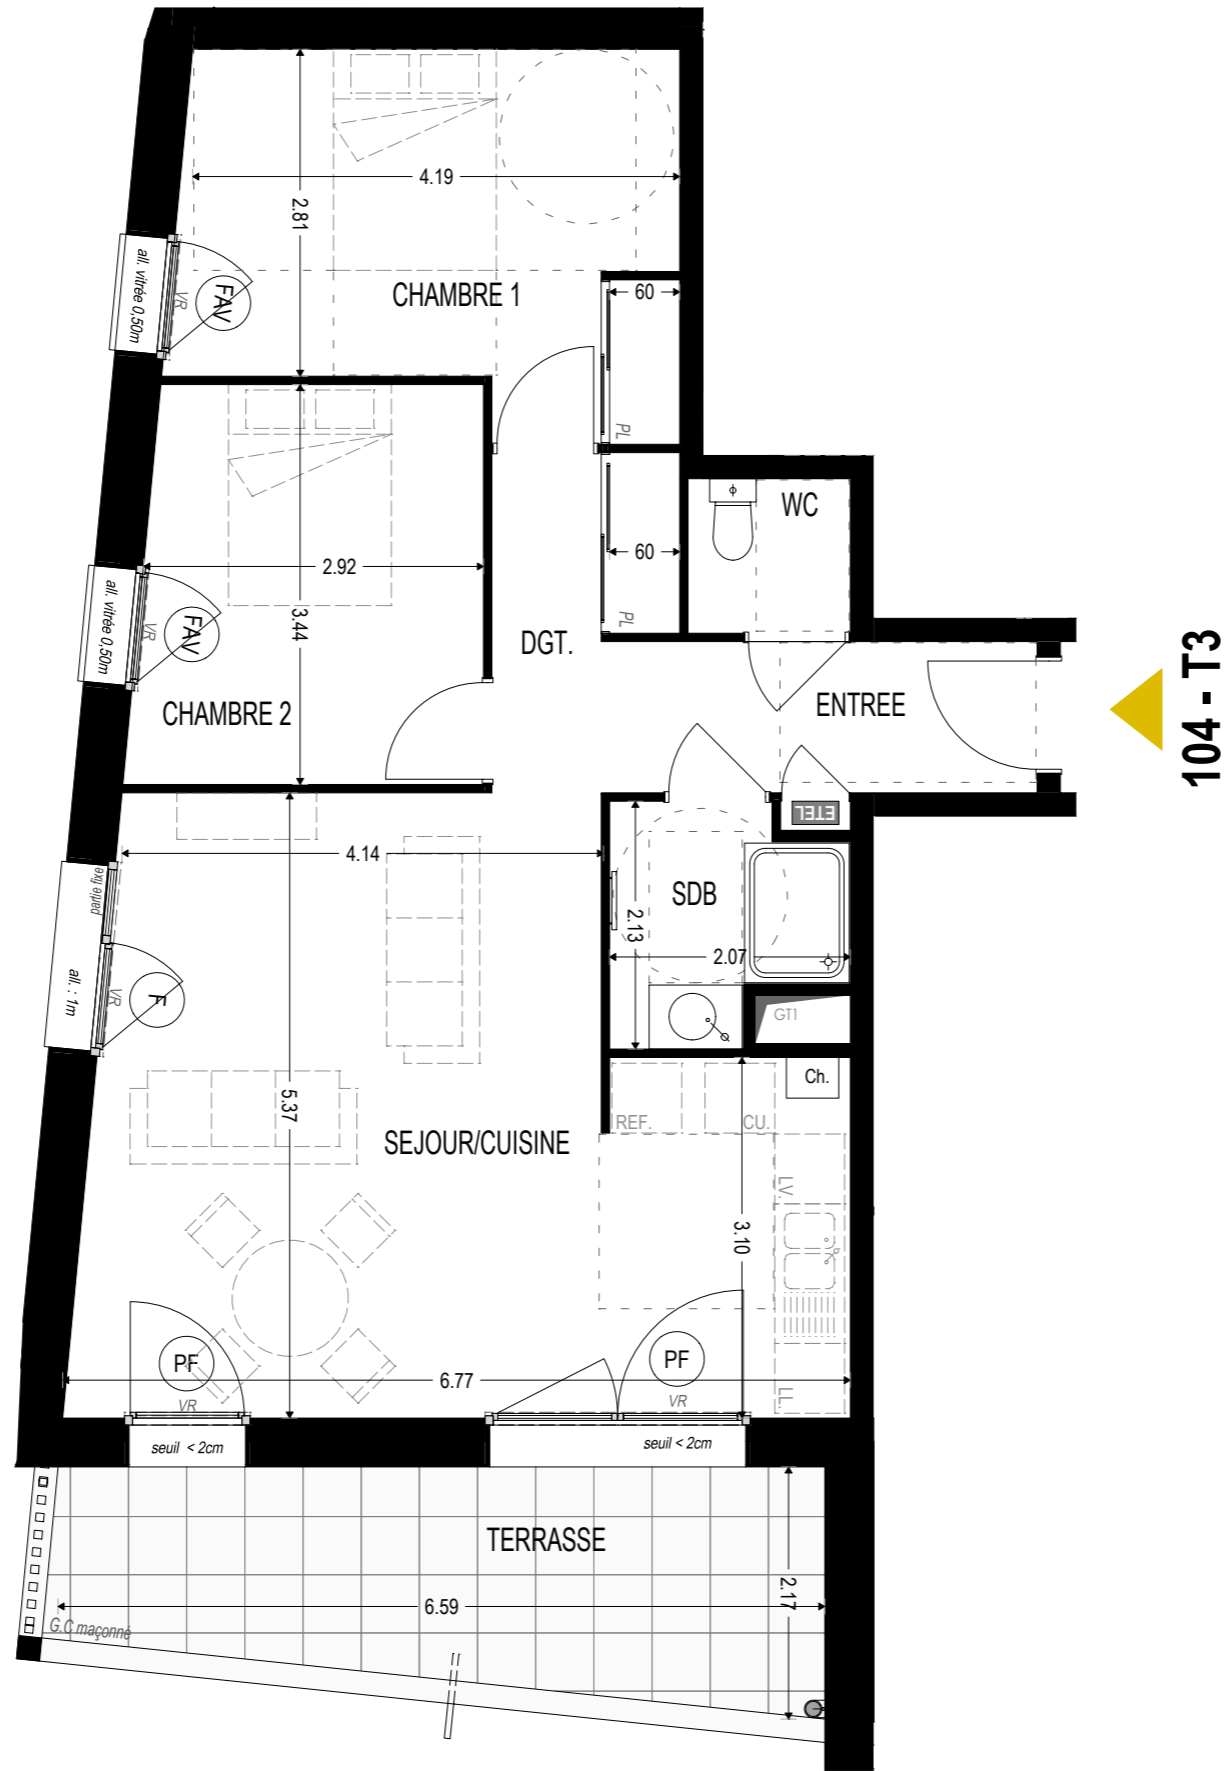 4.19
2.81
all. vitrée 0,50m
VR
FAV
CHAMBRE 1
60
PL
WC
2.92
3.44
60
PL
all. vitrée 0,50m
VR
FAV
DGT.
CHAMBRE 2
ENTREE
104 - T3
ETEL
4.14
partie fixe
SDB
2.13
2.07
all. : 1m
VR
F
GT1
Ch.
5.37
REF.
CU.
SEJOUR/CUISINE
LV
3.10
PF
PF
6.77
LL
VR
VR
seuil < 2cm
seuil < 2cm
TERRASSE
2.17
6.59
G.C maçonné